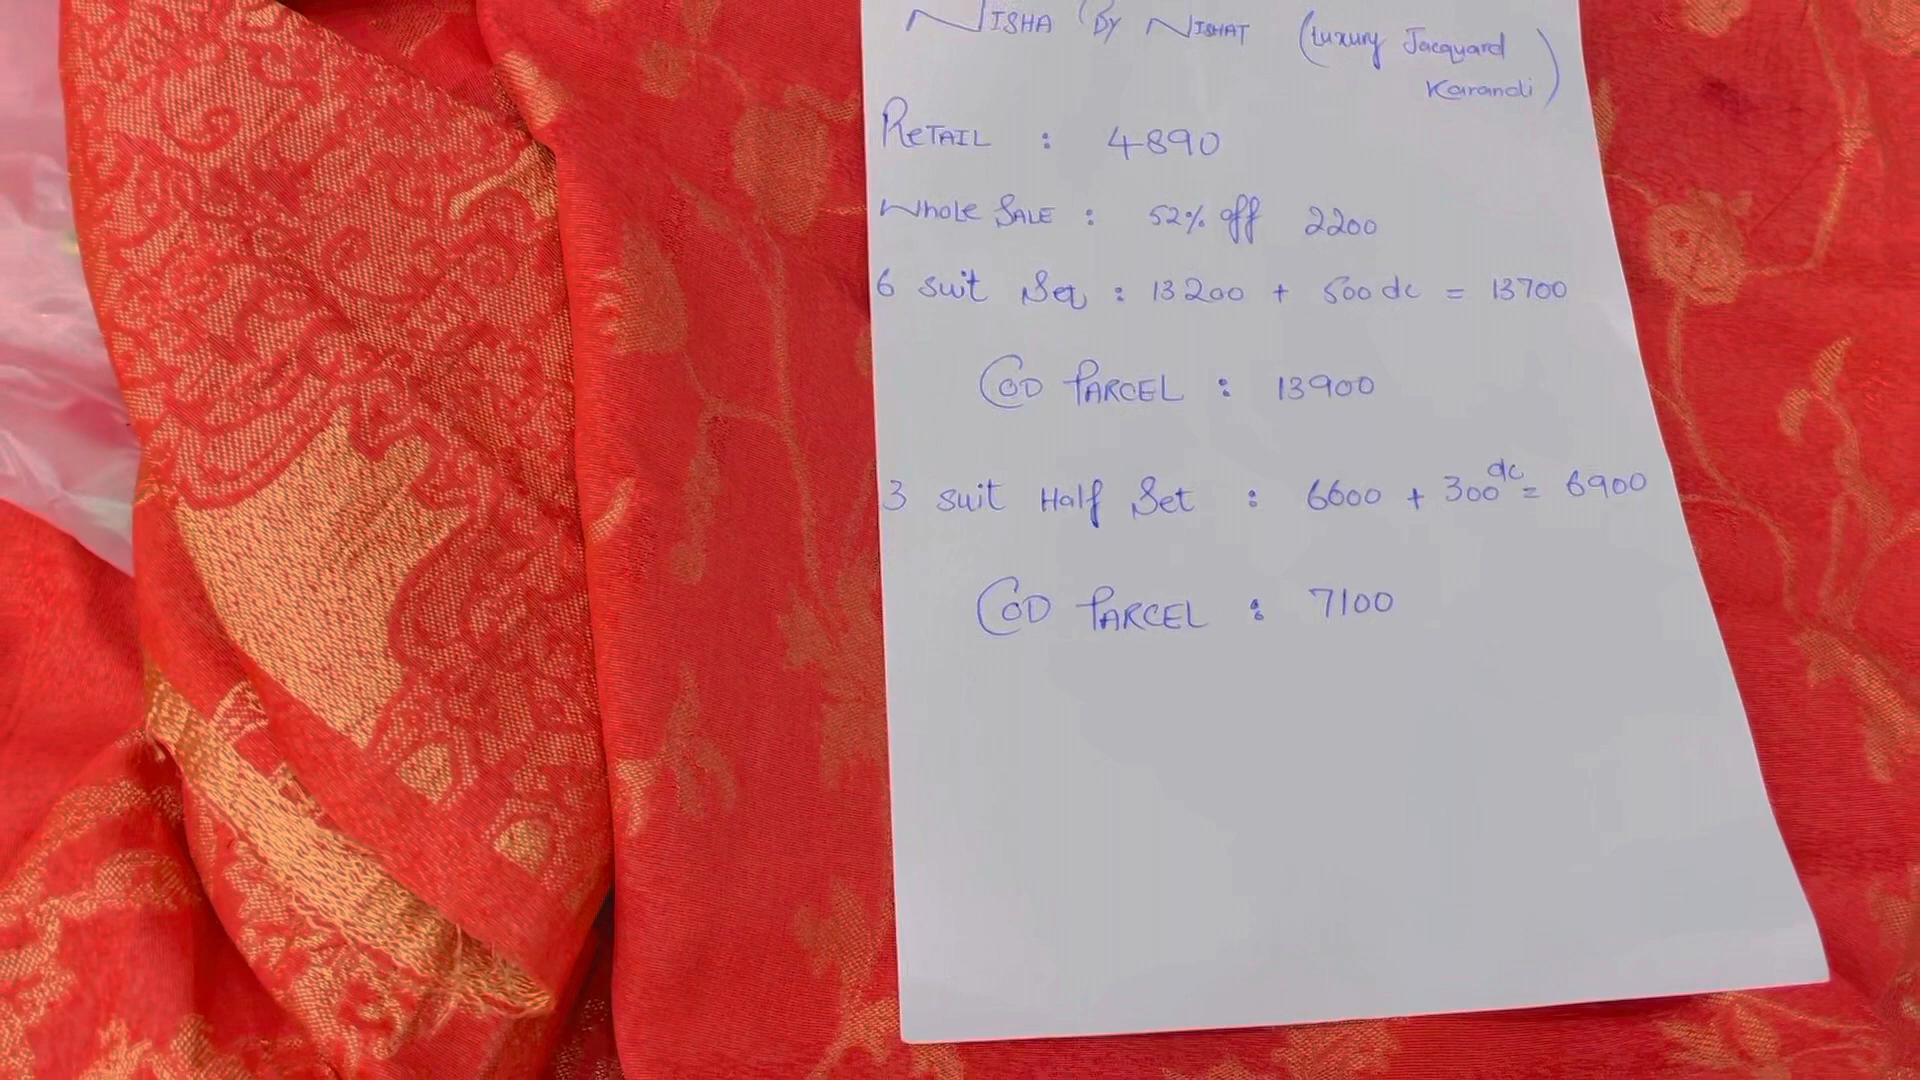 NISHA By NISHAT (Luxury Jacquard
Karandi)
RETAIL : 4890
Whole SALE : 52% off 2200
6 suit Set : 13200 + 500 dc = 13700
COD PARCEL : 13900
3 suit Half Set : 6600 + 300 dc = 6900
COD PARCEL : 7100